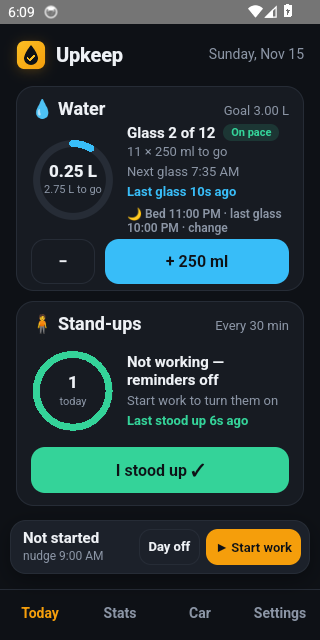 6:09
Upkeep
Sunday, Nov 15
Water
Goal 3.00 L
0.25 L
2.75 L to go
Glass 2 of 12
On pace
11 × 250 ml to go
Next glass 7:35 AM
Last glass 10s ago
Bed 11:00 PM · last glass
10:00 PM · change
−
+ 250 ml
Stand-ups
Every 30 min
1
today
Not working —
reminders off
Start work to turn them on
Last stood up 6s ago
I stood up ✓
Not started
nudge 9:00 AM
Day off
► Start work
Today
Stats
Car
Settings